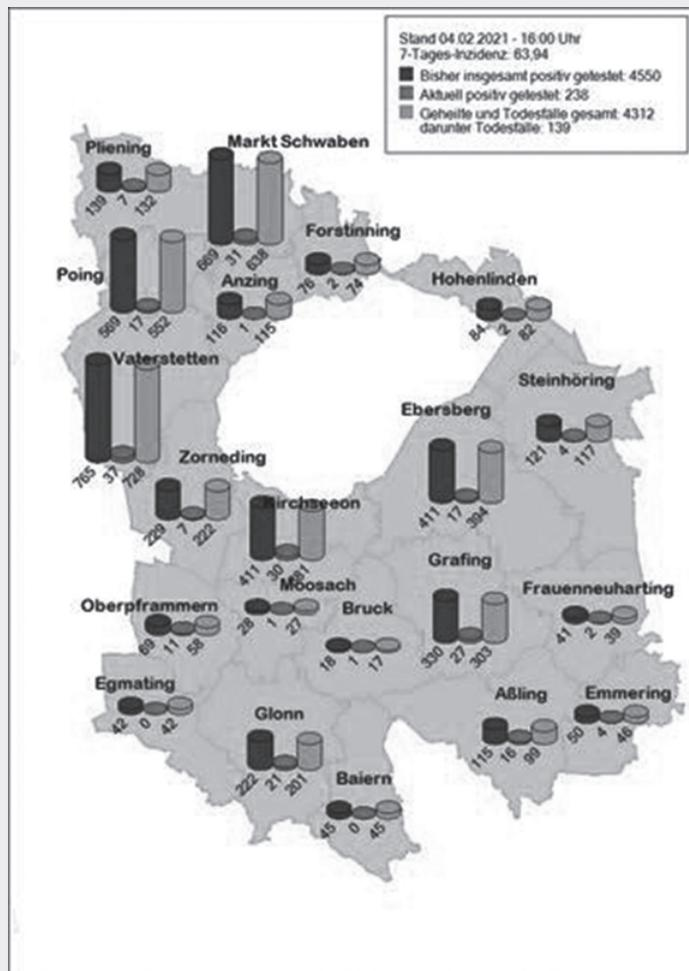 Stand 04.02.2021 - 16:00 Uhr
7-Tages-Inzidenz: 63,94
Bisher insgesamt positiv getestet: 4550
Aktuell positiv getestet: 238
Geheilte und Todesfälle gesamt: 4312
darunter Todesfälle: 139
Pliening
139 7 132
Markt Schwaben
669 31 638
Forstinning
76 2 74
Poing
569 17 552
Anzing
116 1 115
Hohenlinden
84 2 82
Vaterstetten
765 37 728
Steinhöring
121 4 117
Ebersberg
411 17 394
Zorneding
229 7 222
Kirchseeon
411 30 381
Grafing
330 27 303
Moosach
28 1 27
Bruck
18 1 17
Frauenneuharting
41 2 39
Oberpframmern
69 11 58
Egmating
42 0 42
Glonn
222 21 201
Aßling
115 16 99
Emmering
50 4 46
Baiern
45 0 45